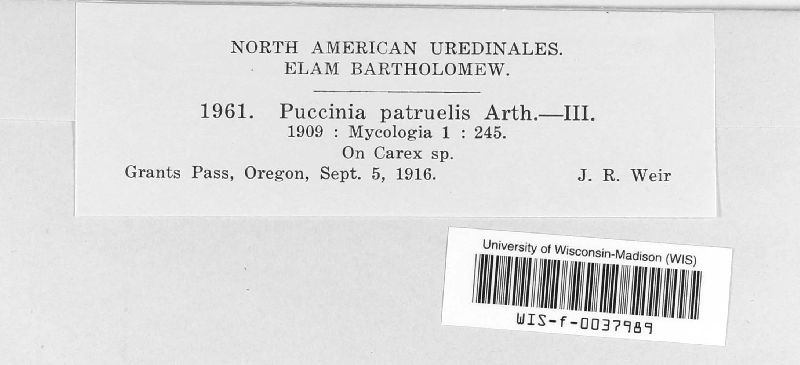 NORTH AMERICAN UREDINALES.
ELAM BARTHOLOMEW.
1961. Puccinia patruelis Arth.—III.
1909 : Mycologia 1 : 245.
On Carex sp.
Grants Pass, Oregon, Sept. 5, 1916. J. R. Weir
University of Wisconsin-Madison (WIS)
WIS-f-0037989